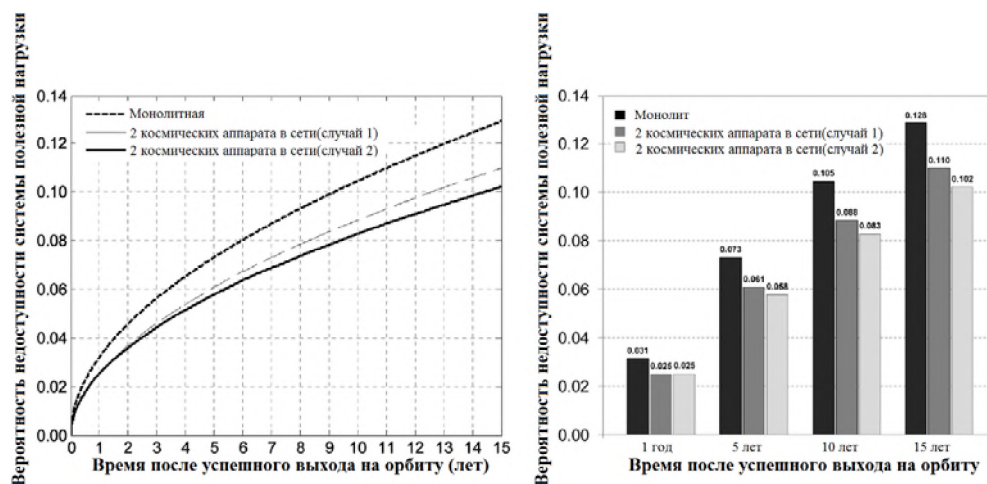 Вероятность недоступности системы полезной нагрузки
0.14
0.12
0.10
0.08
0.06
0.04
0.02
0.00
Монолитная
2 космических аппарата в сети(случай 1)
2 космических аппарата в сети(случай 2)
0 1 2 3 4 5 6 7 8 9 10 11 12 13 14 15
Время после успешного выхода на орбиту (лет)
Вероятность недоступности системы полезной нагрузки
0.14
0.12
0.10
0.08
0.06
0.04
0.02
0.00
Монолит
2 космических аппарата в сети(случай 1)
2 космических аппарата в сети(случай 2)
0.031 0.025 0.025
0.073 0.061 0.058
0.105 0.088 0.083
0.128 0.110 0.102
1 год 5 лет 10 лет 15 лет
Время после успешного выхода на орбиту